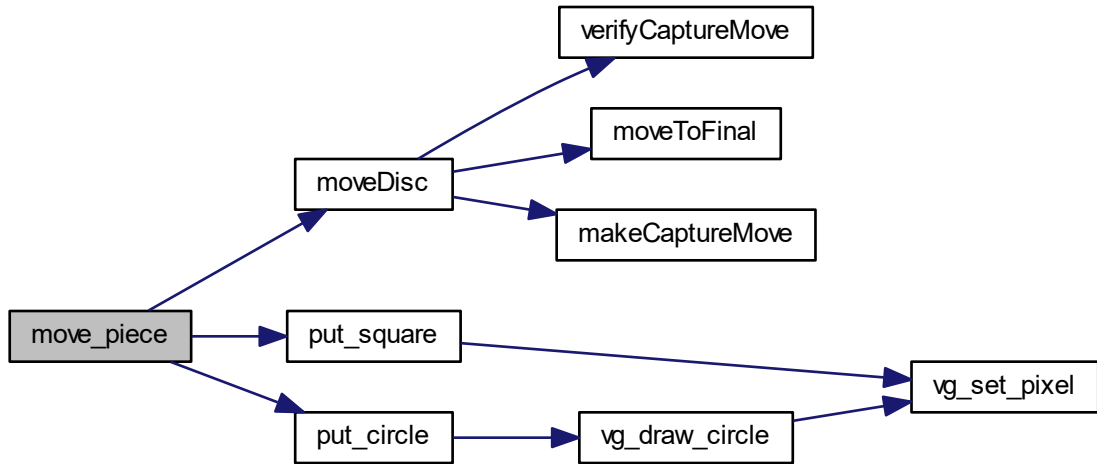 verifyCaptureMove
moveToFinal
moveDisc
makeCaptureMove
move_piece
put_square
vg_set_pixel
put_circle
vg_draw_circle